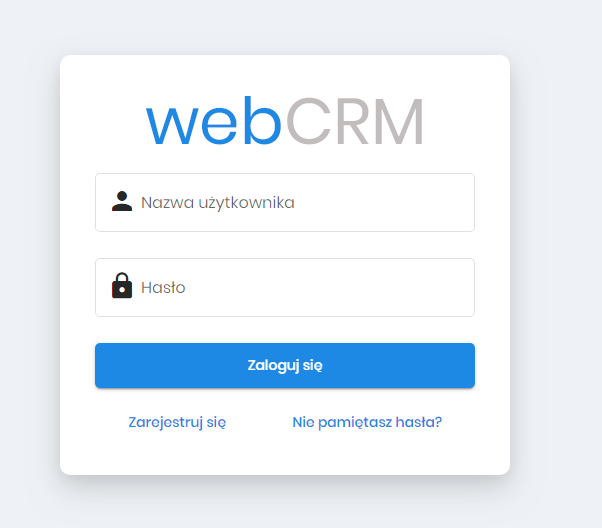 webCRM
Nazwa użytkownika
Hasło
Zaloguj się
Zarejestruj się Nie pamiętasz hasła?